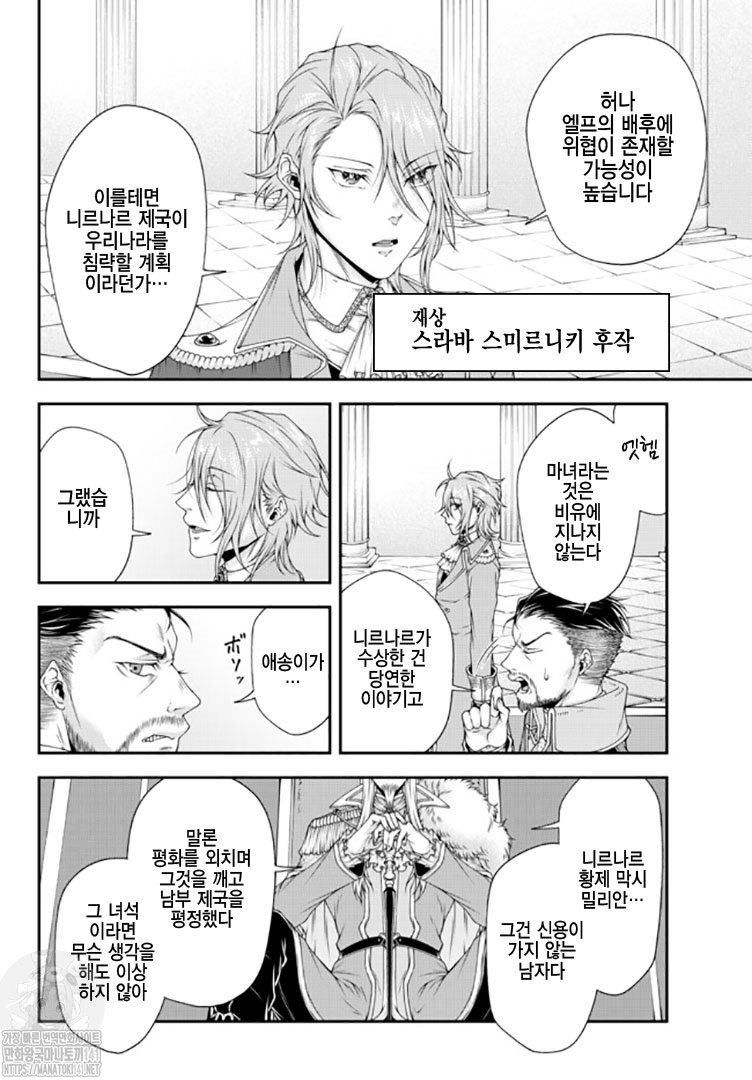 허나
엘프의 배후에
위협이 존재할
가능성이
높습니다
이를테면
니르나르 제국이
우리나라를
침략할 계획
이라던가…
재상
스라바 스미르니키 후작
엣헴
마녀라는
것은
비유에
지나지
않는다
니르나르가
수상한 건
당연한
이야기고
그랬습
니까
애송이가
…
ボソッ
니르나르
황제 막시
밀리안…
그건 신용이
가지 않는
남자다
말론
평화를 외치며
그것을 깨고
남부 제국을
평정했다
그 녀석
이라면
무슨 생각을
해도 이상
하지 않아
가장 빠른 번역만화사이트
만화왕국마나토끼141
HTTPS://MANATOKI141.NET